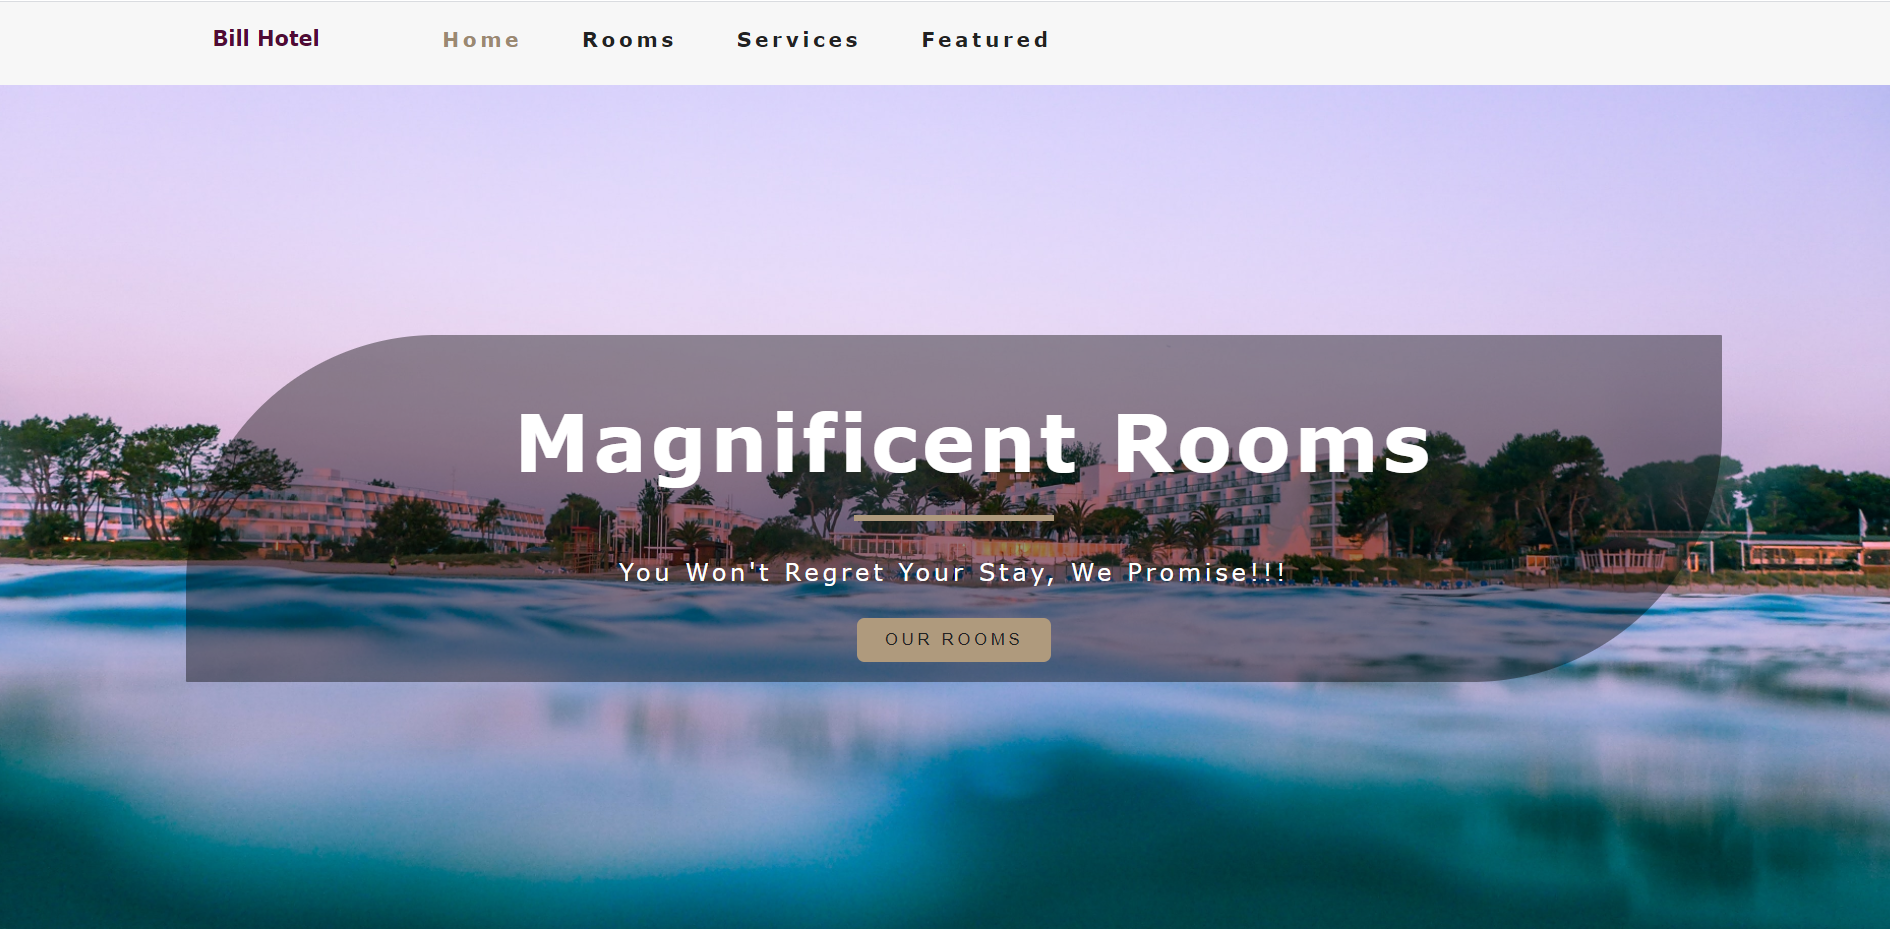 Bill Hotel Home Rooms Services Featured
Magnificent Rooms
You Won't Regret Your Stay, We Promise!!!
OUR ROOMS